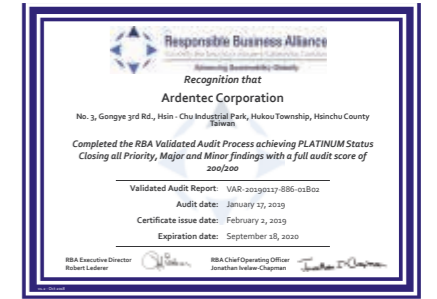 Responsible Business Alliance
Advancing Sustainability Globally
Recognition that
Ardentec Corporation
No. 3, Gongye 3rd Rd., Hsin - Chu Industrial Park, Hukou Township, Hsinchu County
Taiwan
Completed the RBA Validated Audit Process achieving PLATINUM Status
Closing all Priority, Major and Minor findings with a full audit score of
200/200
Validated Audit Report: VAR-20190117-886-01B02
Audit date: January 17, 2019
Certificate issue date: February 2, 2019
Expiration date: September 18, 2020
RBA Executive Director
Robert Lederer
RBA Chief Operating Officer
Jonathan Ivelaw-Chapman